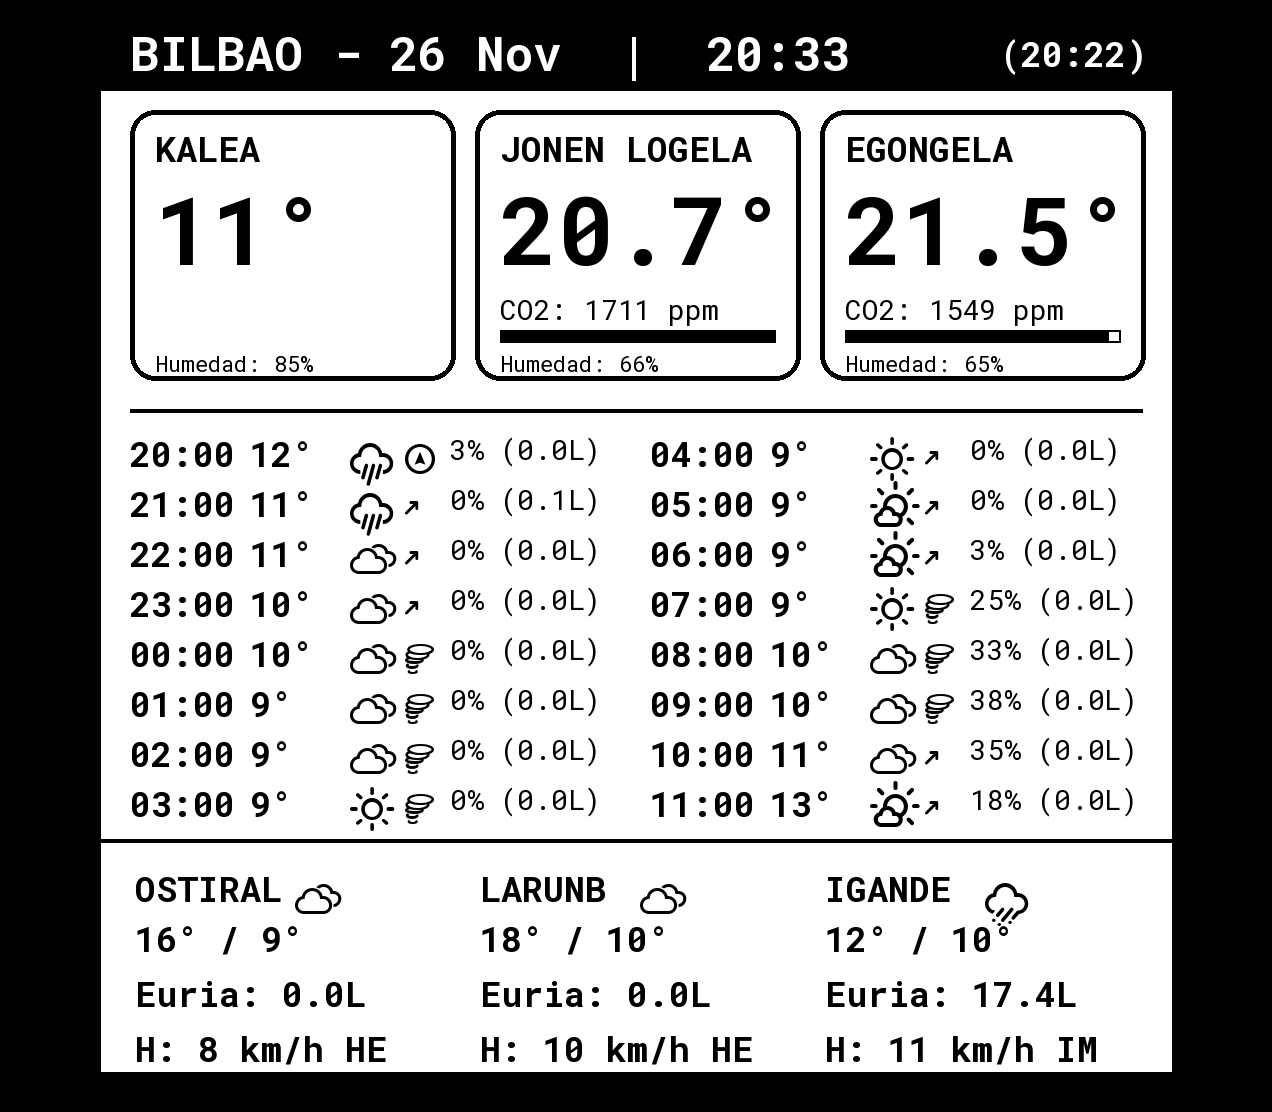 BILBAO - 26 Nov | 20:33 (20:22)
KALEA
11°
Humedad: 85%
JONEN LOGELA
20.7°
CO2: 1711 ppm
Humedad: 66%
EGONGELA
21.5°
CO2: 1549 ppm
Humedad: 65%
20:00 12° 3% (0.0L)
21:00 11° 0% (0.1L)
22:00 11° 0% (0.0L)
23:00 10° 0% (0.0L)
00:00 10° 0% (0.0L)
01:00 9° 0% (0.0L)
02:00 9° 0% (0.0L)
03:00 9° 0% (0.0L)
04:00 9° 0% (0.0L)
05:00 9° 0% (0.0L)
06:00 9° 3% (0.0L)
07:00 9° 25% (0.0L)
08:00 10° 33% (0.0L)
09:00 10° 38% (0.0L)
10:00 11° 35% (0.0L)
11:00 13° 18% (0.0L)
OSTIRAL
16° / 9°
Euria: 0.0L
H: 8 km/h HE
LARUNB
18° / 10°
Euria: 0.0L
H: 10 km/h HE
IGANDE
12° / 10°
Euria: 17.4L
H: 11 km/h IM